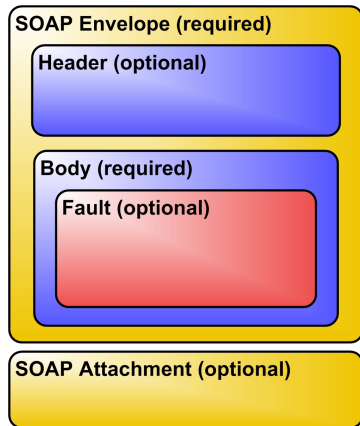 SOAP Envelope (required)
Header (optional)
Body (required)
Fault (optional)
SOAP Attachment (optional)